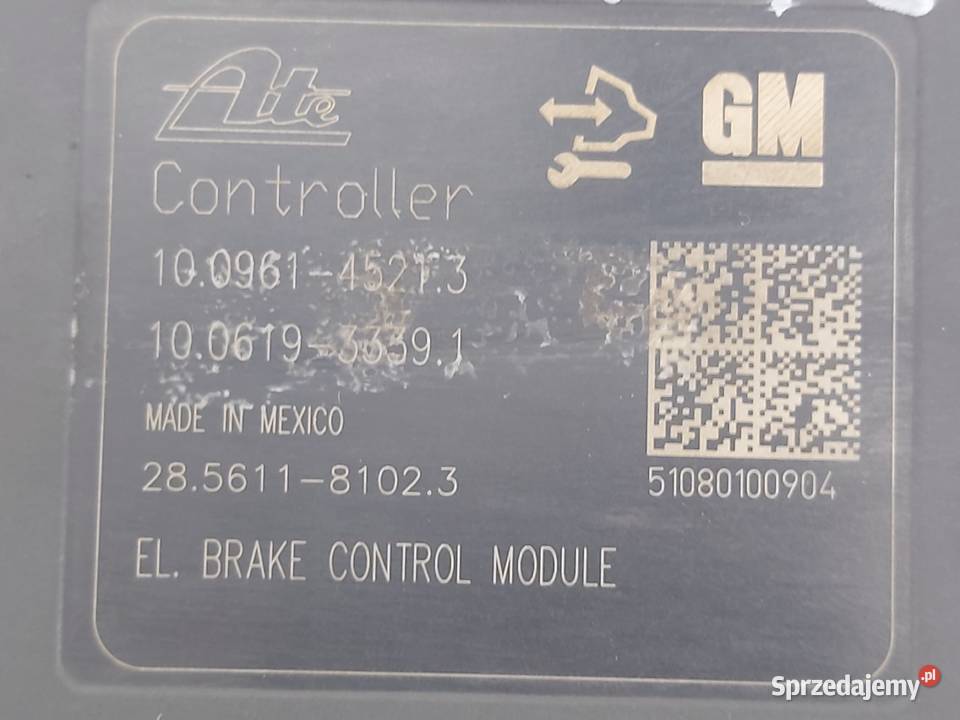 Ate
GM
Controller
10.0961-4521.3
10.0619-3339.1
MADE IN MEXICO
28.5611-8102.3
51080100904
EL. BRAKE CONTROL MODULE
Sprzedajemy.pl